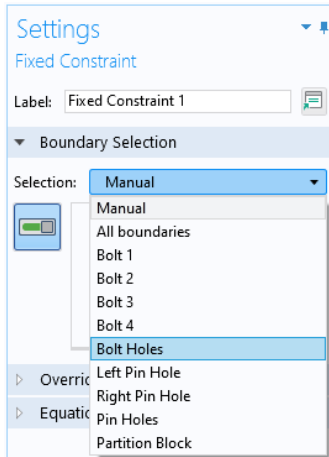 Settings
Fixed Constraint
Label: Fixed Constraint 1
Boundary Selection
Selection: Manual
Manual
All boundaries
Bolt 1
Bolt 2
Bolt 3
Bolt 4
Bolt Holes
Left Pin Hole
Overric
Right Pin Hole
Equatic
Pin Holes
Partition Block